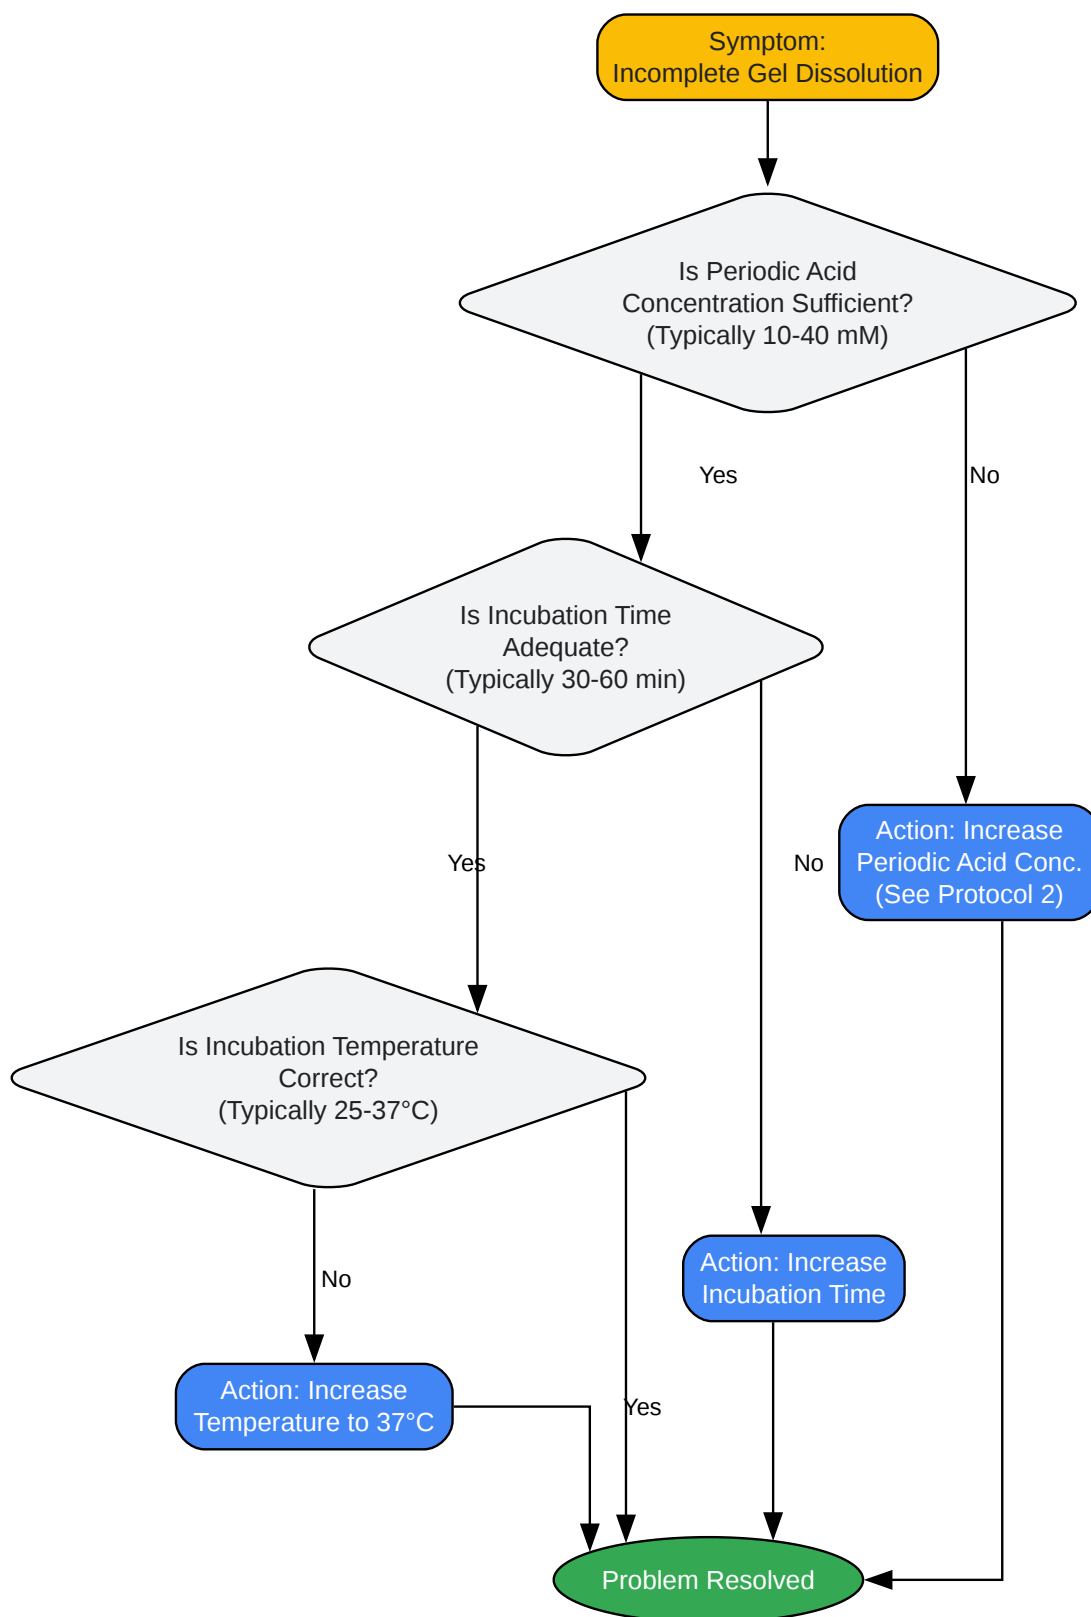 Symptom:
Incomplete Gel Dissolution
Is Periodic Acid
Concentration Sufficient?
(Typically 10-40 mM)
Yes
No
Is Incubation Time
Adequate?
(Typically 30-60 min)
Yes
No
Action: Increase
Periodic Acid Conc.
(See Protocol 2)
Is Incubation Temperature
Correct?
(Typically 25-37°C)
No
Action: Increase
Incubation Time
Action: Increase
Temperature to 37°C
Yes
Problem Resolved